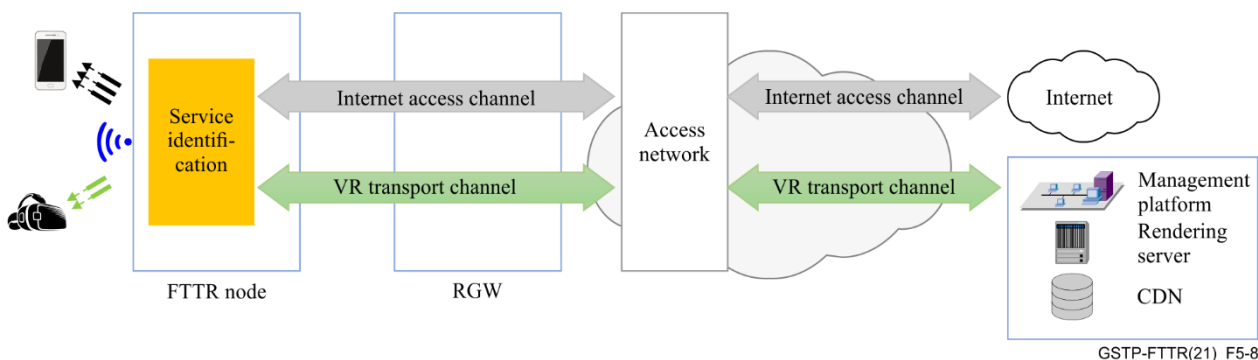 Service
identifi-
cation
Internet access channel
VR transport channel
Access
network
Internet access channel
VR transport channel
Internet
Management
platform
Rendering
server
CDN
FTTR node
RGW
GSTP-FTTR(21)_F5-8